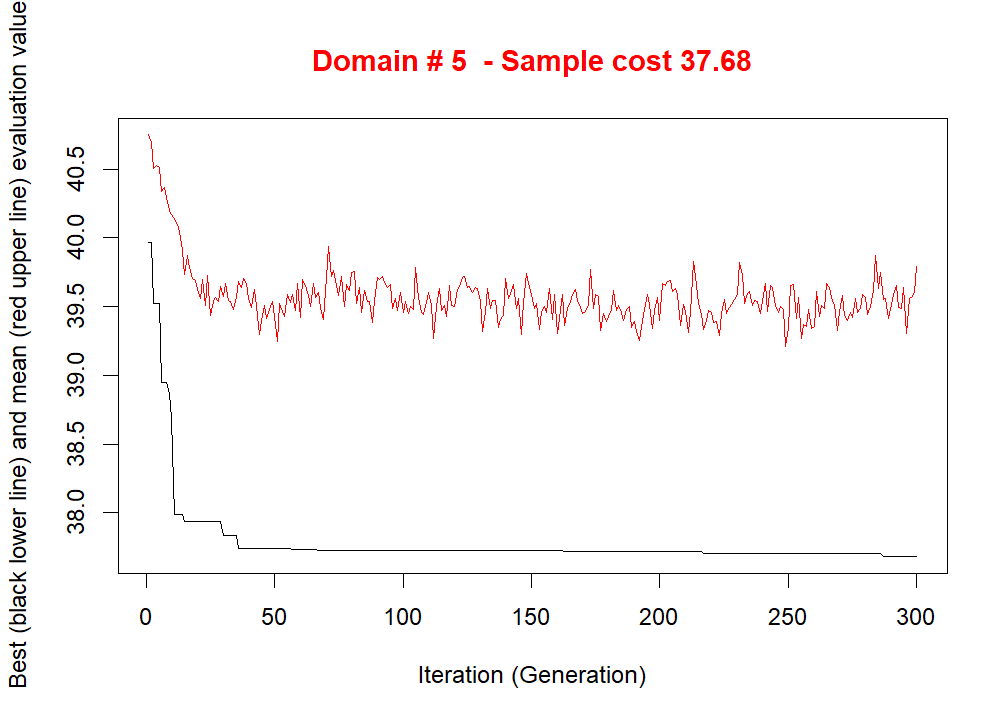 Domain # 5 - Sample cost 37.68
Best (black lower line) and mean (red upper line) evaluation value
40.5
40.0
39.5
39.0
38.5
38.0
0 50 100 150 200 250 300
Iteration (Generation)